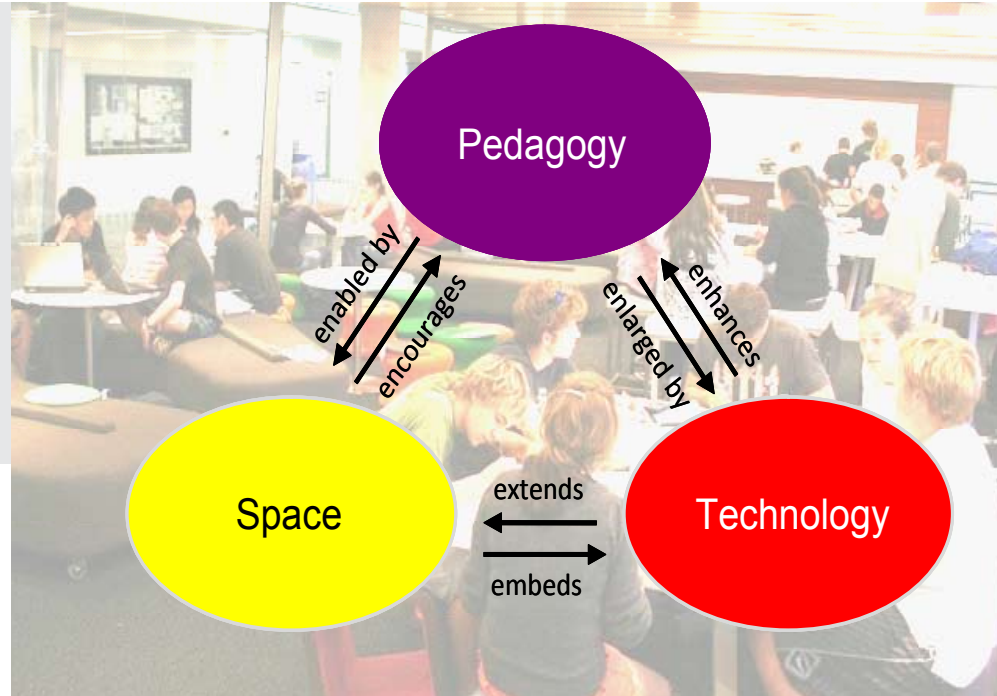 Pedagogy
enabled by
encourages
enlarged by
enhances
Space
extends
embeds
Technology